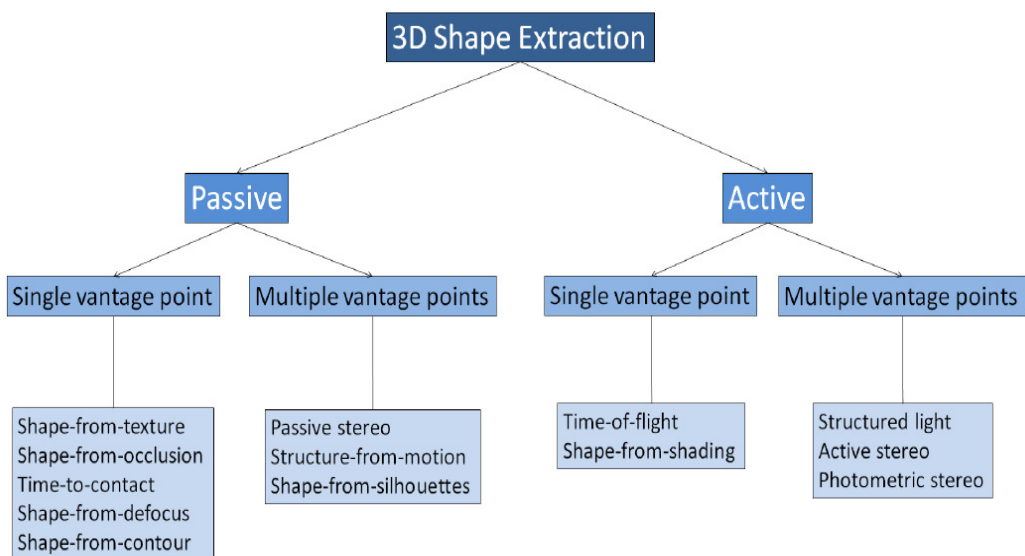 3D Shape Extraction
Passive
Active
Single vantage point
Multiple vantage points
Single vantage point
Multiple vantage points
Shape-from-texture
Shape-from-occlusion
Time-to-contact
Shape-from-defocus
Shape-from-contour
Passive stereo
Structure-from-motion
Shape-from-silhouettes
Time-of-flight
Shape-from-shading
Structured light
Active stereo
Photometric stereo